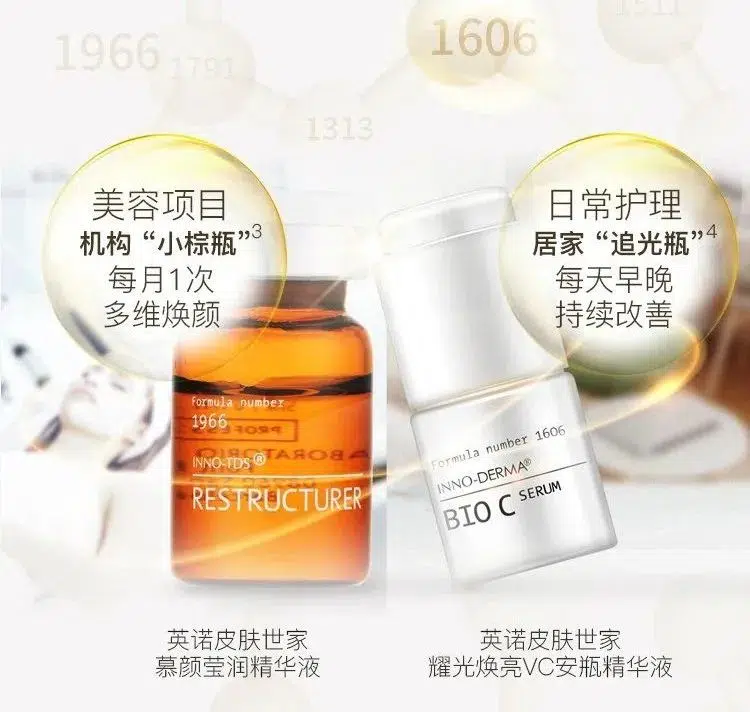 1966
1791
1606
1511
1313
美容项目
机构“小棕瓶”3
每月1次
多维焕颜
日常护理
居家“追光瓶”4
每天早晚
持续改善
Formula number
1966
INNO-TDS®
RESTRUCTURER
Formula number 1606
INNO-DERMA®
BIO C SERUM
英诺皮肤世家
慕颜莹润精华液
英诺皮肤世家
耀光焕亮VC安瓶精华液